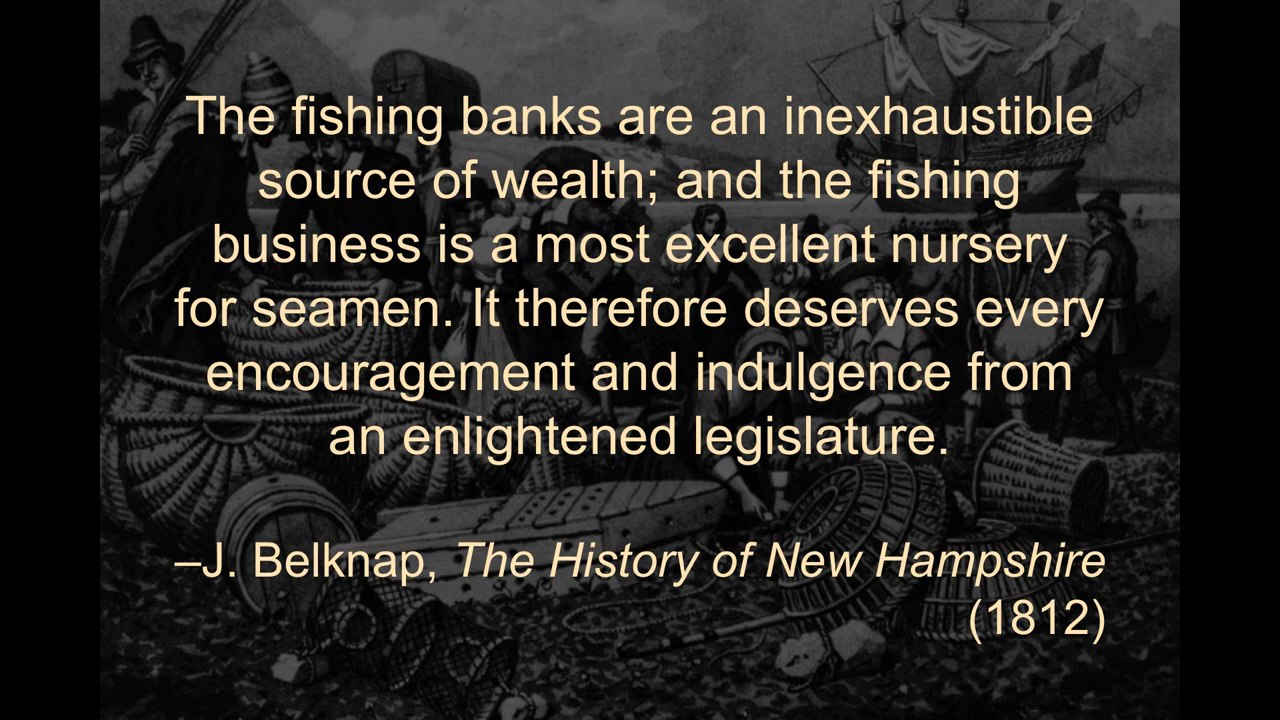 The fishing banks are an inexhaustible
source of wealth; and the fishing
business is a most excellent nursery
for seamen. It therefore deserves every
encouragement and indulgence from
an enlightened legislature.
–J. Belknap, The History of New Hampshire
(1812)